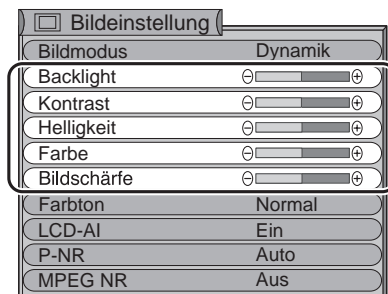 Bildeinstellung
Bildmodus Dynamik
Backlight
Kontrast
Helligkeit
Farbe
Bildschärfe
Farbton Normal
LCD-AI Ein
P-NR Auto
MPEG NR Aus